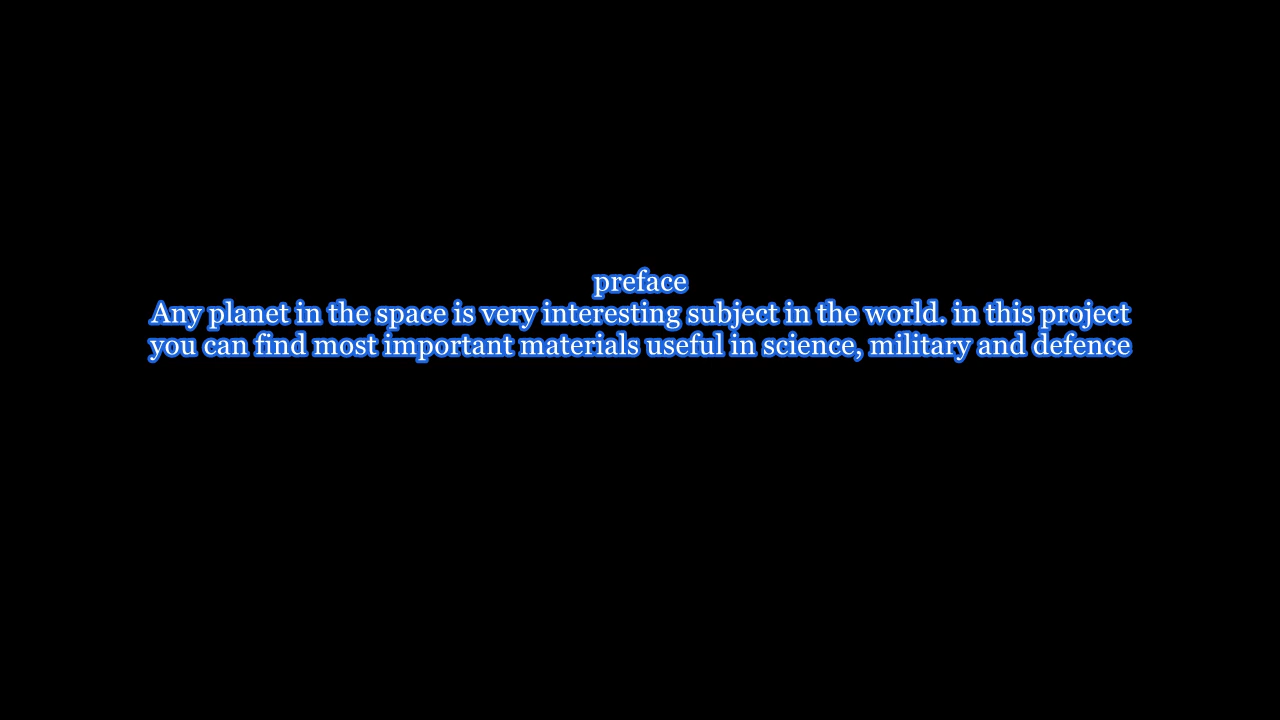 preface
Any planet in the space is very interesting subject in the world. in this project
you can find most important materials useful in science, military and defence